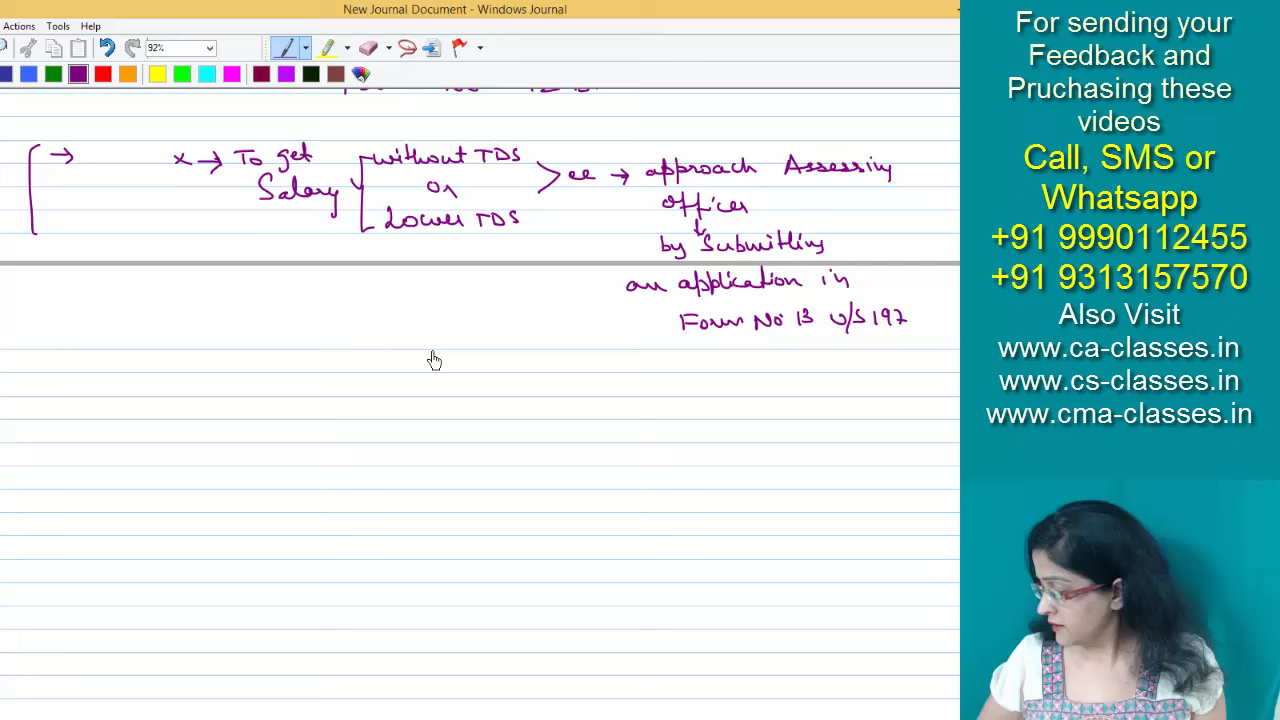 New Journal Document - Windows Journal
Actions Tools Help
92%
→ x → To get without TDS ee → approach Assessing
Salary or officer
Lower TDS by Submitting
an application in
Form No 13 U/S 197
For sending your
Feedback and
Pruchasing these
videos
Call, SMS or
Whatsapp
+91 9990112455
+91 9313157570
Also Visit
www.ca-classes.in
www.cs-classes.in
www.cma-classes.in